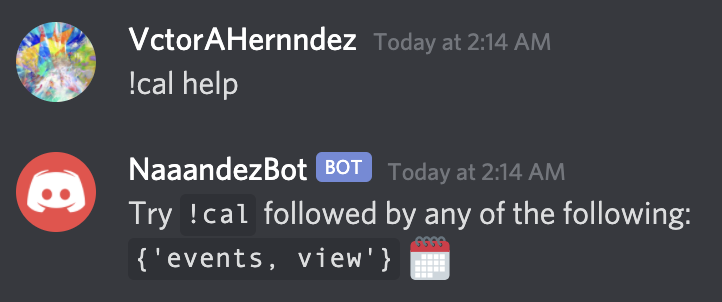 VctorAHernndez Today at 2:14 AM
!cal help
NaaandezBot BOT Today at 2:14 AM
Try !cal followed by any of the following:
{'events, view'}